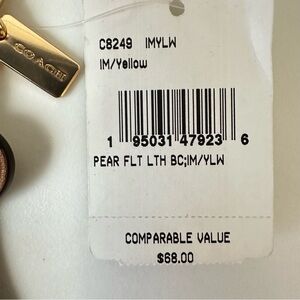 COACH
C8249 IMYLW
IM/Yellow
1 95031 47923 6
PEAR FLT LTH BC;IM/YLW
COMPARABLE VALUE
$68.00